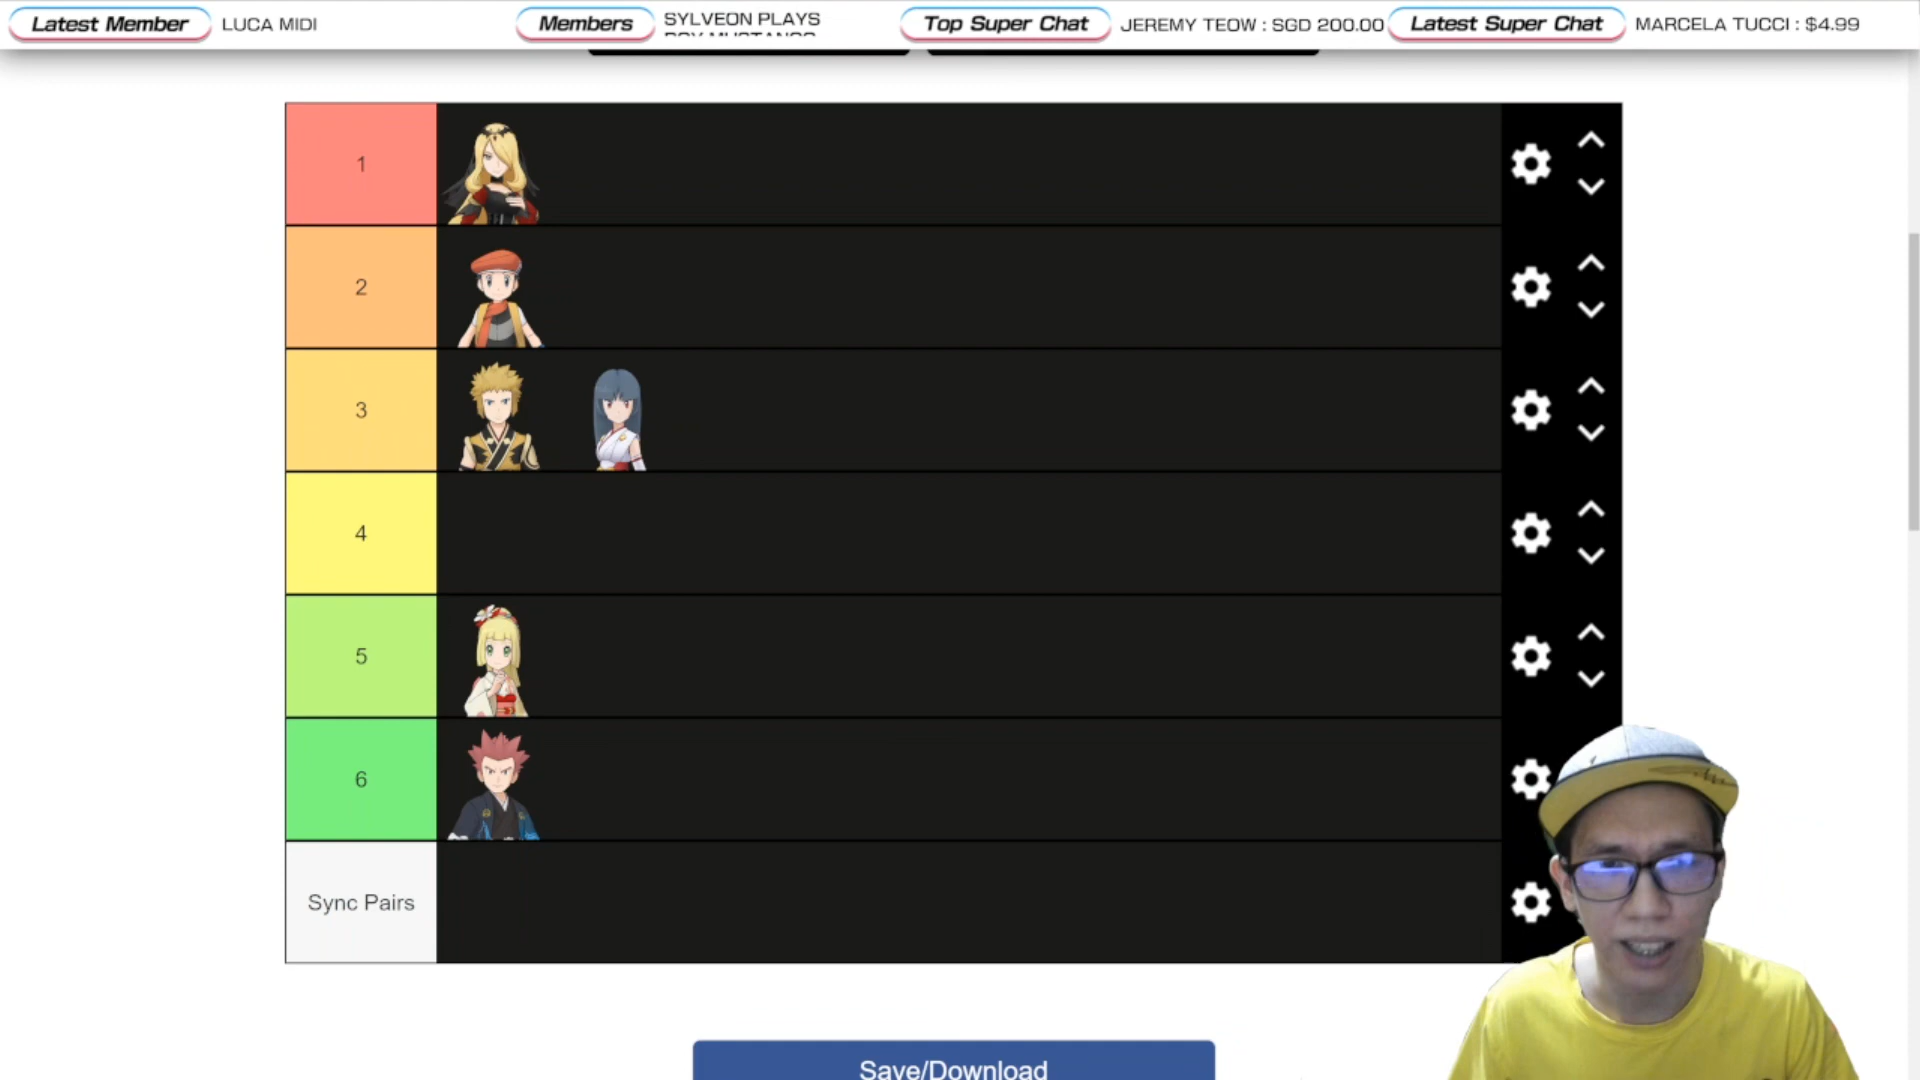 Latest Member LUCA MIDI Members SYLVEON PLAYS Top Super Chat JEREMY TEOW : SGD 200.00 Latest Super Chat MARCELA TUCCI : $4.99
1
2
3
4
5
6
Sync Pairs
Save/Download